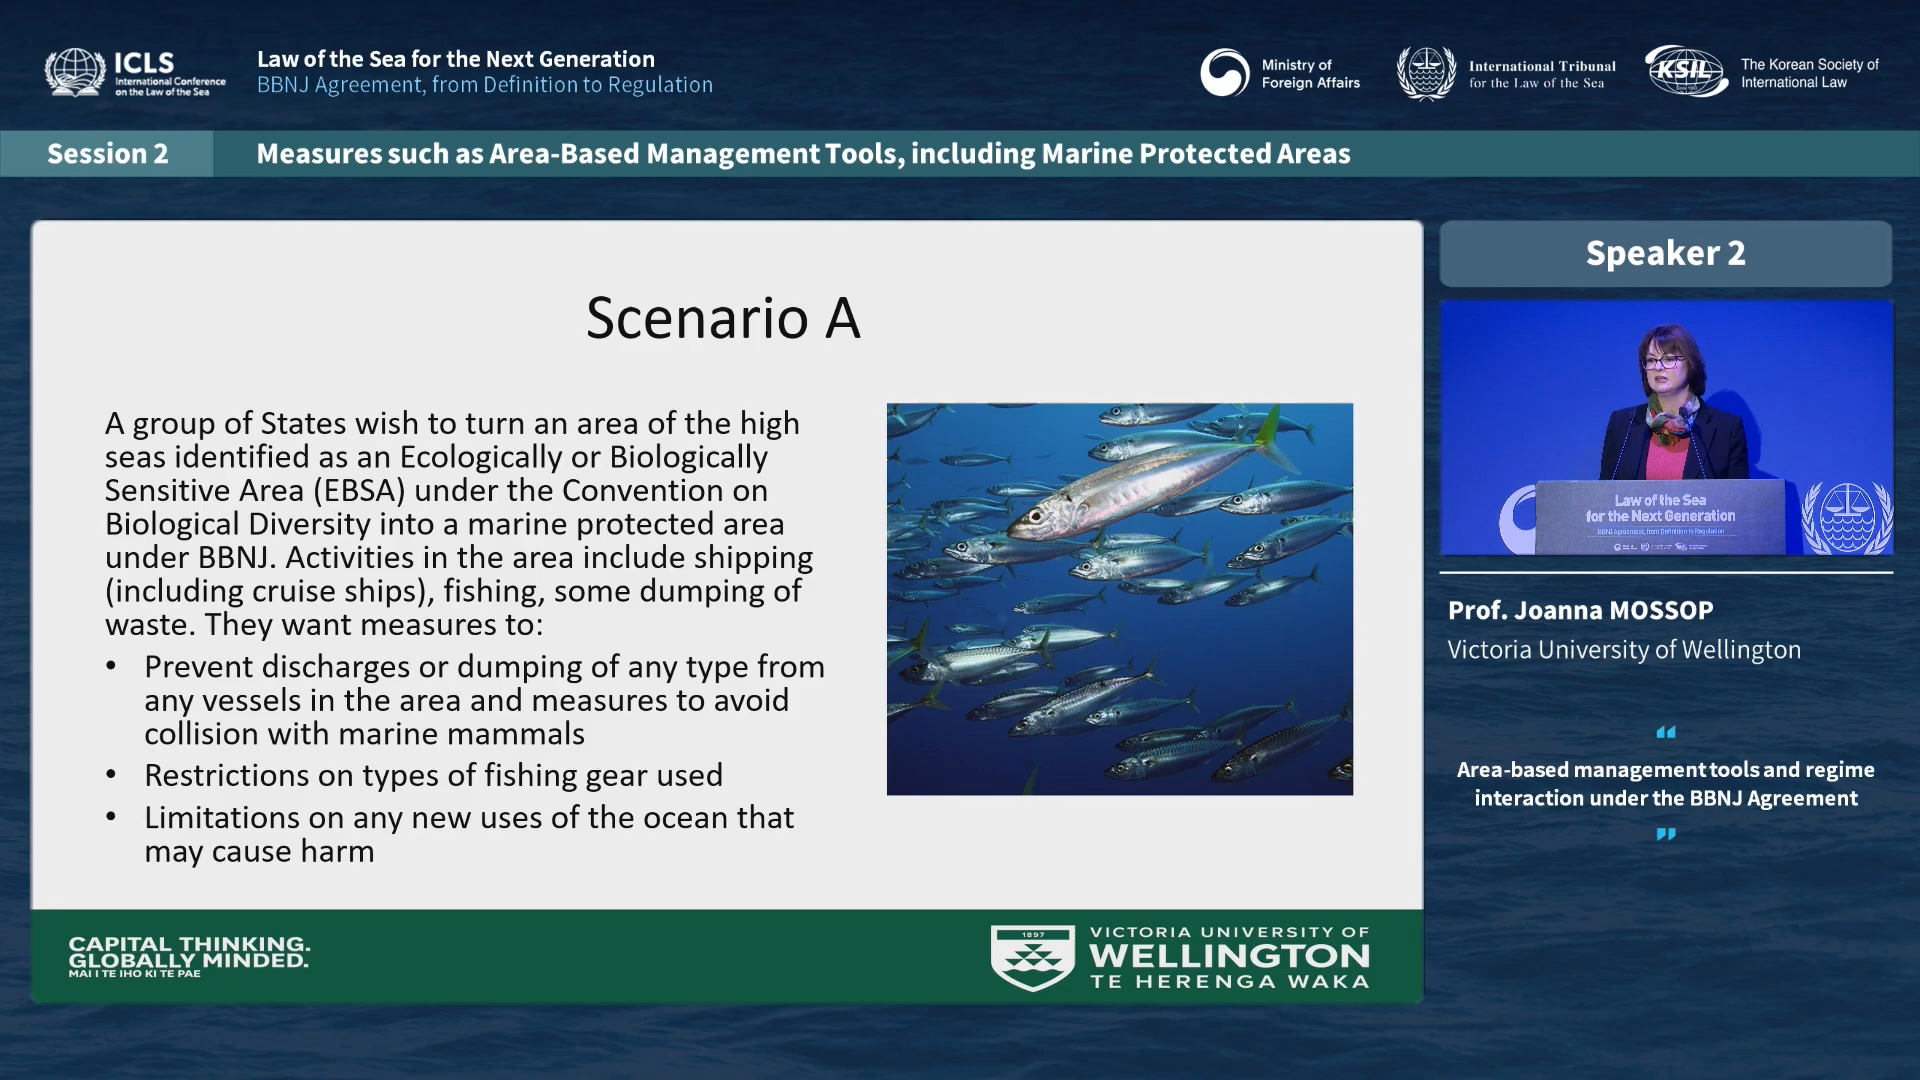 ICLS
International Conference
on the Law of the Sea
Law of the Sea for the Next Generation
BBNJ Agreement, from Definition to Regulation
Ministry of
Foreign Affairs
International Tribunal
for the Law of the Sea
KSIL
The Korean Society of
International Law
Session 2
Measures such as Area-Based Management Tools, including Marine Protected Areas
Scenario A
A group of States wish to turn an area of the high
seas identified as an Ecologically or Biologically
Sensitive Area (EBSA) under the Convention on
Biological Diversity into a marine protected area
under BBNJ. Activities in the area include shipping
(including cruise ships), fishing, some dumping of
waste. They want measures to:
• Prevent discharges or dumping of any type from
any vessels in the area and measures to avoid
collision with marine mammals
• Restrictions on types of fishing gear used
• Limitations on any new uses of the ocean that
may cause harm
CAPITAL THINKING.
GLOBALLY MINDED.
MAI I TE IHO KI TE PAE
1897
VICTORIA UNIVERSITY OF
WELLINGTON
TE HERENGA WAKA
Speaker 2
Law of the Sea
for the Next Generation
BBNJ Agreement, from Definition to Regulation
Prof. Joanna MOSSOP
Victoria University of Wellington
“
Area-based management tools and regime
interaction under the BBNJ Agreement
”